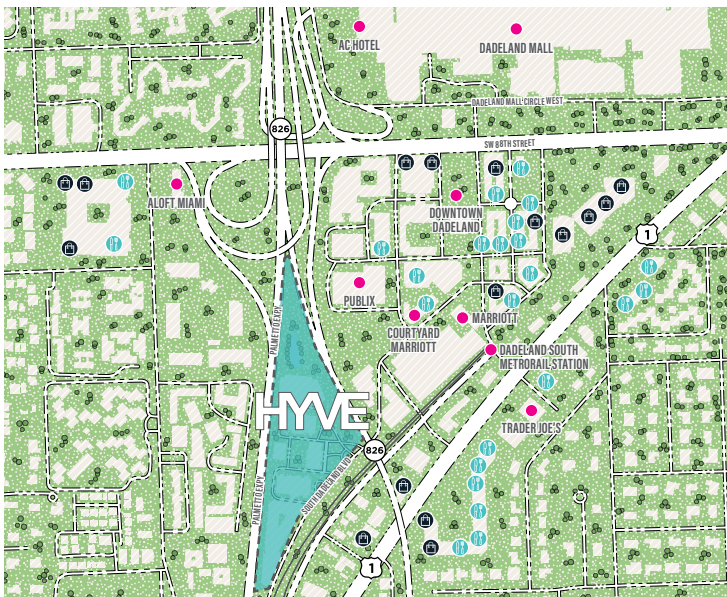 AC HOTEL
DADELAND MALL
DADELAND MALL CIRCLE WEST
826
SW 88TH STREET
ALOFT MIAMI
DOWNTOWN
DADELAND
1
PUBLIX
PALMETTO EXPY.
COURTYARD
MARRIOTT
MARRIOTT
DADELAND SOUTH
METRORAIL STATION
HYVE
TRADER JOE'S
826
SOUTH DADELAND BLVD
PALMETTO EXPY.
1